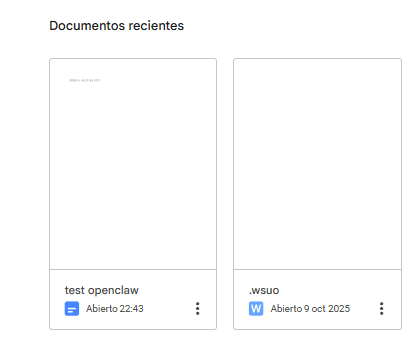 Documentos recientes
test openclaw
Abierto 22:43
.wsuo
W Abierto 9 oct 2025